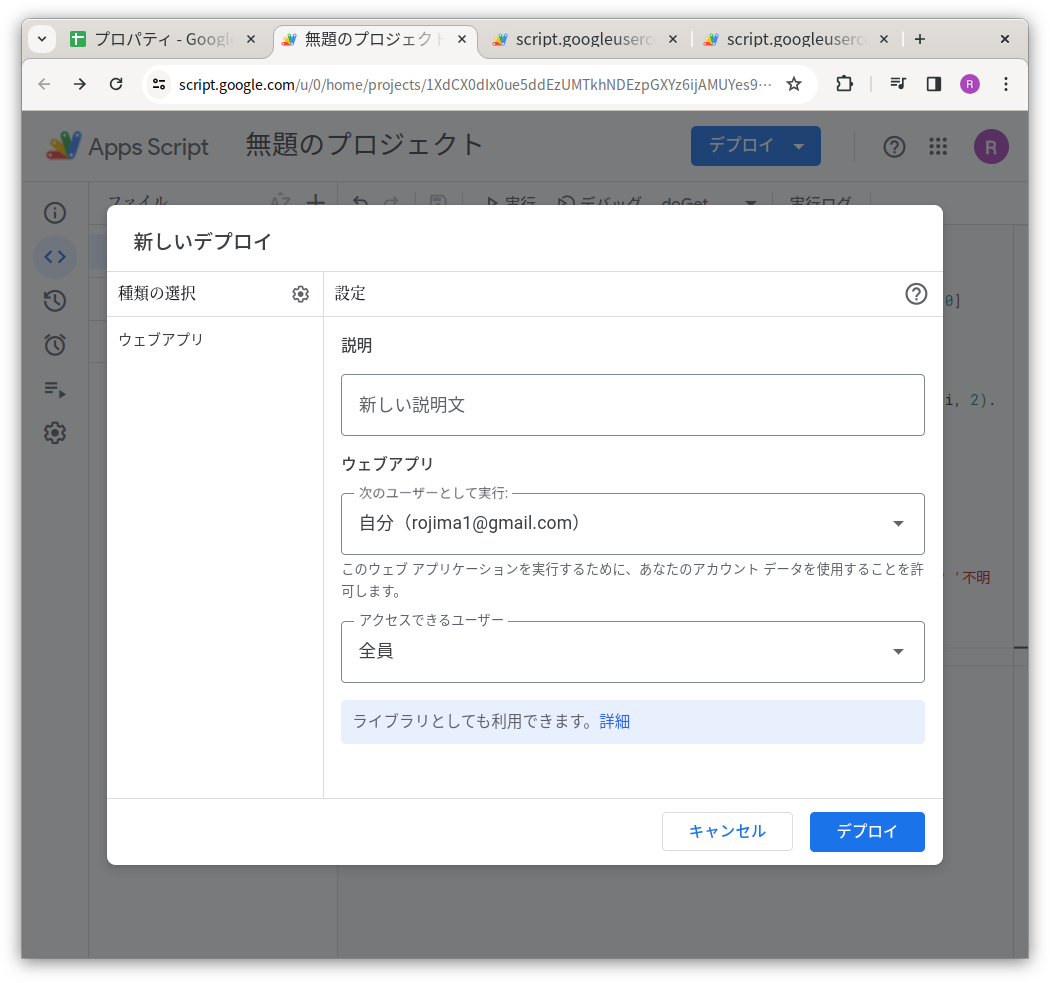 プロパティ - Google
無題のプロジェクト
script.googleuserc
script.googleuserc
script.google.com/u/0/home/projects/1XdCX0dIx0ue5ddEzUMTkhNDEzpGXYz6ijAMUYes9…
R
Apps Script
無題のプロジェクト
デプロイ
R
ファイル
AZ
実行
デバッグ
doGet
実行ログ
新しいデプロイ
種類の選択
設定
0]
ウェブアプリ
説明
新しい説明文
i, 2).
ウェブアプリ
次のユーザーとして実行:
自分（rojima1@gmail.com）
このウェブ アプリケーションを実行するために、あなたのアカウント データを使用することを許
可します。
'不明
アクセスできるユーザー
全員
ライブラリとしても利用できます。詳細
キャンセル
デプロイ